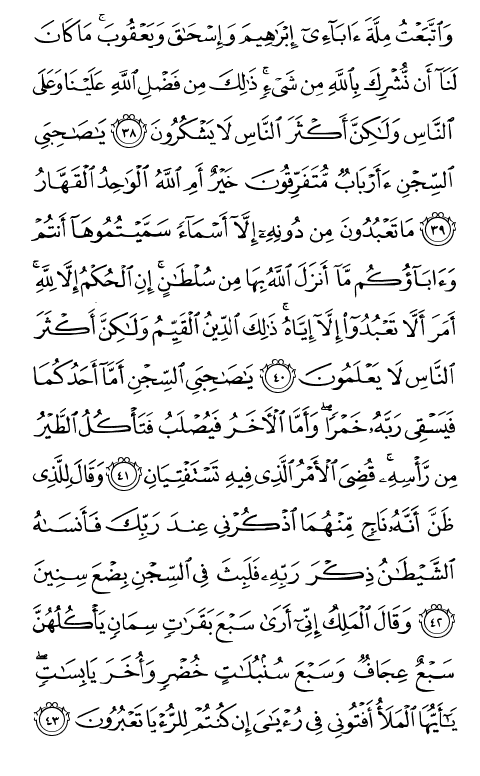 وَٱتَّبَعْتُ مِلَّةَ ءَابَآءِىٓ إِبْرَٰهِيمَ وَإِسْحَٰقَ وَيَعْقُوبَ ۚ مَا كَانَ
لَنَآ أَن نُّشْرِكَ بِٱللَّهِ مِن شَىْءٍ ۚ ذَٰلِكَ مِن فَضْلِ ٱللَّهِ عَلَيْنَا وَعَلَى
ٱلنَّاسِ وَلَٰكِنَّ أَكْثَرَ ٱلنَّاسِ لَا يَشْكُرُونَ ﴿٣٨﴾ يَٰصَٰحِبَىِ
ٱلسِّجْنِ ءَأَرْبَابٌ مُّتَفَرِّقُونَ خَيْرٌ أَمِ ٱللَّهُ ٱلْوَٰحِدُ ٱلْقَهَّارُ
﴿٣٩﴾ مَا تَعْبُدُونَ مِن دُونِهِۦٓ إِلَّآ أَسْمَآءً سَمَّيْتُمُوهَآ أَنتُمْ
وَءَابَآؤُكُم مَّآ أَنزَلَ ٱللَّهُ بِهَا مِن سُلْطَٰنٍ ۚ إِنِ ٱلْحُكْمُ إِلَّا لِلَّهِ ۚ
أَمَرَ أَلَّا تَعْبُدُوٓا۟ إِلَّآ إِيَّاهُ ۚ ذَٰلِكَ ٱلدِّينُ ٱلْقَيِّمُ وَلَٰكِنَّ أَكْثَرَ
ٱلنَّاسِ لَا يَعْلَمُونَ ﴿٤٠﴾ يَٰصَٰحِبَىِ ٱلسِّجْنِ أَمَّآ أَحَدُكُمَا
فَيَسْقِى رَبَّهُۥ خَمْرًا ۖ وَأَمَّا ٱلْءَاخَرُ فَيُصْلَبُ فَتَأْكُلُ ٱلطَّيْرُ
مِن رَّأْسِهِۦ ۚ قُضِىَ ٱلْأَمْرُ ٱلَّذِى فِيهِ تَسْتَفْتِيَانِ ﴿٤١﴾ وَقَالَ لِلَّذِى
ظَنَّ أَنَّهُۥ نَاجٍ مِّنْهُمَا ٱذْكُرْنِى عِندَ رَبِّكَ فَأَنسَىٰهُ
ٱلشَّيْطَٰنُ ذِكْرَ رَبِّهِۦ فَلَبِثَ فِى ٱلسِّجْنِ بِضْعَ سِنِينَ
﴿٤٢﴾ وَقَالَ ٱلْمَلِكُ إِنِّىٓ أَرَىٰ سَبْعَ بَقَرَٰتٍ سِمَانٍ يَأْكُلُهُنَّ
سَبْعٌ عِجَافٌ وَسَبْعَ سُنۢبُلَٰتٍ خُضْرٍ وَأُخَرَ يَابِسَٰتٍ ۖ
يَٰٓأَيُّهَا ٱلْمَلَأُ أَفْتُونِى فِى رُءْيَٰىَ إِن كُنتُمْ لِلرُّءْيَا تَعْبُرُونَ ﴿٤٣﴾